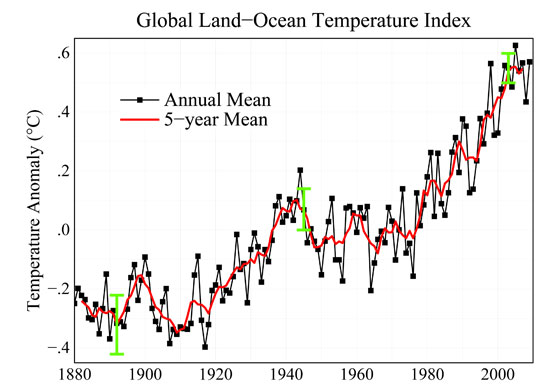 Global Land−Ocean Temperature Index
.6
.4
.2
.0
−.2
−.4
Temperature Anomaly (°C)
Annual Mean
5−year Mean
1880 1900 1920 1940 1960 1980 2000